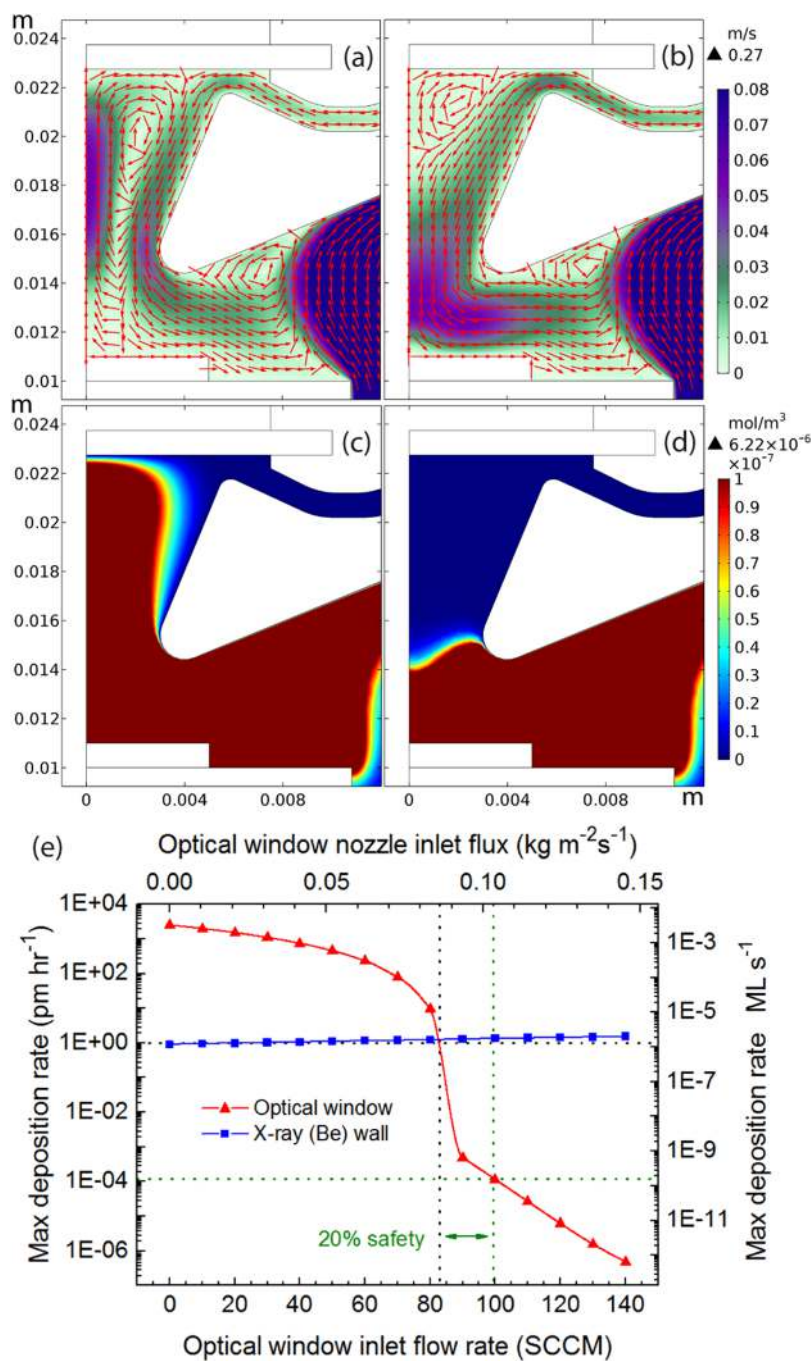 m
0.024
0.022
0.02
0.018
0.016
0.014
0.012
0.01
(a)
(b)
m/s
▲ 0.27
0.08
0.07
0.06
0.05
0.04
0.03
0.02
0.01
0
m
0.024
0.022
0.02
0.018
0.016
0.014
0.012
0.01
(c)
(d)
mol/m³
▲ 6.22×10⁻⁶
×10⁻⁷
1
0.9
0.8
0.7
0.6
0.5
0.4
0.3
0.2
0.1
0
0 0.004 0.008 0 0.004 0.008 m
(e)
Optical window nozzle inlet flux (kg m⁻²s⁻¹)
0.00 0.05 0.10 0.15
Max deposition rate (pm hr⁻¹)
1E+04
1E+02
1E+00
1E-02
1E-04
1E-06
Optical window
X-ray (Be) wall
20% safety
1E-3
1E-5
1E-7
1E-9
1E-11
Max deposition rate ML s⁻¹
0 20 40 60 80 100 120 140
Optical window inlet flow rate (SCCM)